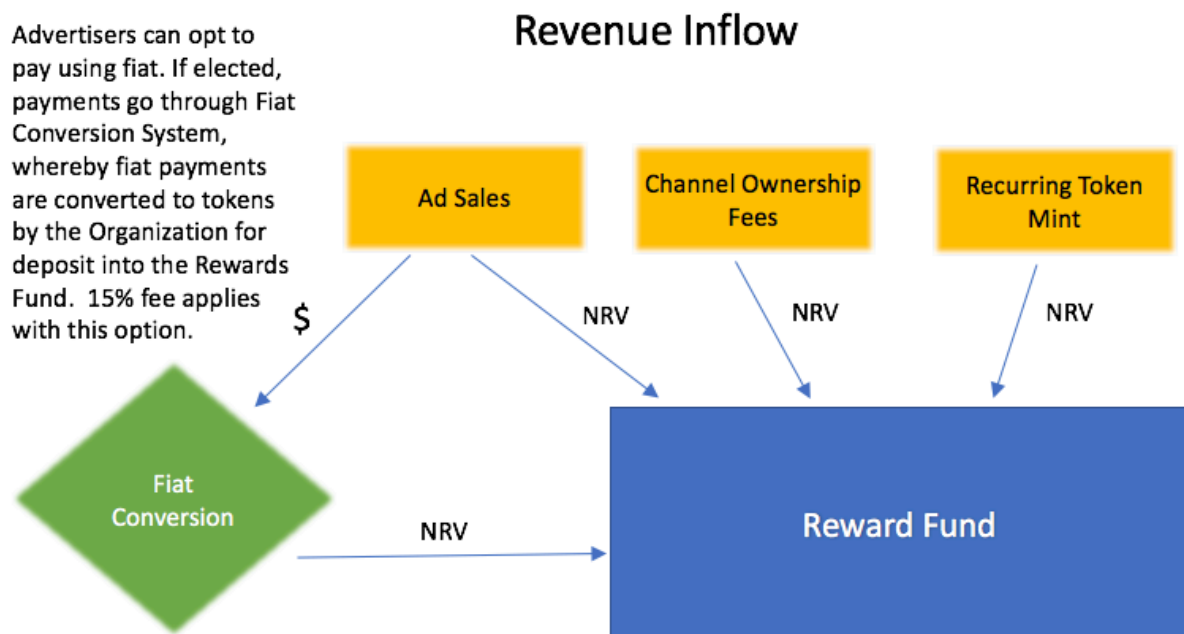 Revenue Inflow
Advertisers can opt to
pay using fiat. If elected,
payments go through Fiat
Conversion System,
whereby fiat payments
are converted to tokens
by the Organization for
deposit into the Rewards
Fund.  15% fee applies
with this option.
Ad Sales
Channel Ownership
Fees
Recurring Token
Mint
$
NRV
NRV
NRV
Fiat
Conversion
NRV
Reward Fund